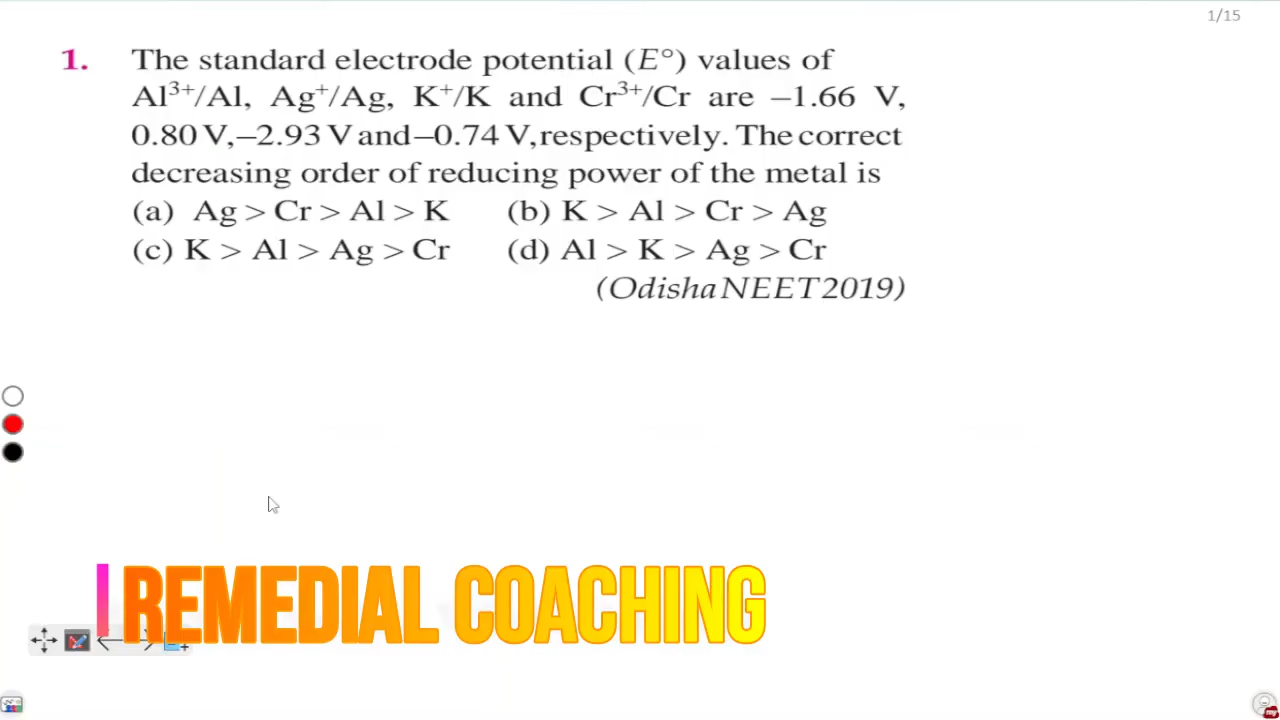 1/15
1. The standard electrode potential (E°) values of
Al³⁺/Al, Ag⁺/Ag, K⁺/K and Cr³⁺/Cr are –1.66 V,
0.80 V, –2.93 V and –0.74 V, respectively. The correct
decreasing order of reducing power of the metal is
(a) Ag > Cr > Al > K (b) K > Al > Cr > Ag
(c) K > Al > Ag > Cr (d) Al > K > Ag > Cr
(Odisha NEET 2019)
REMEDIAL COACHING